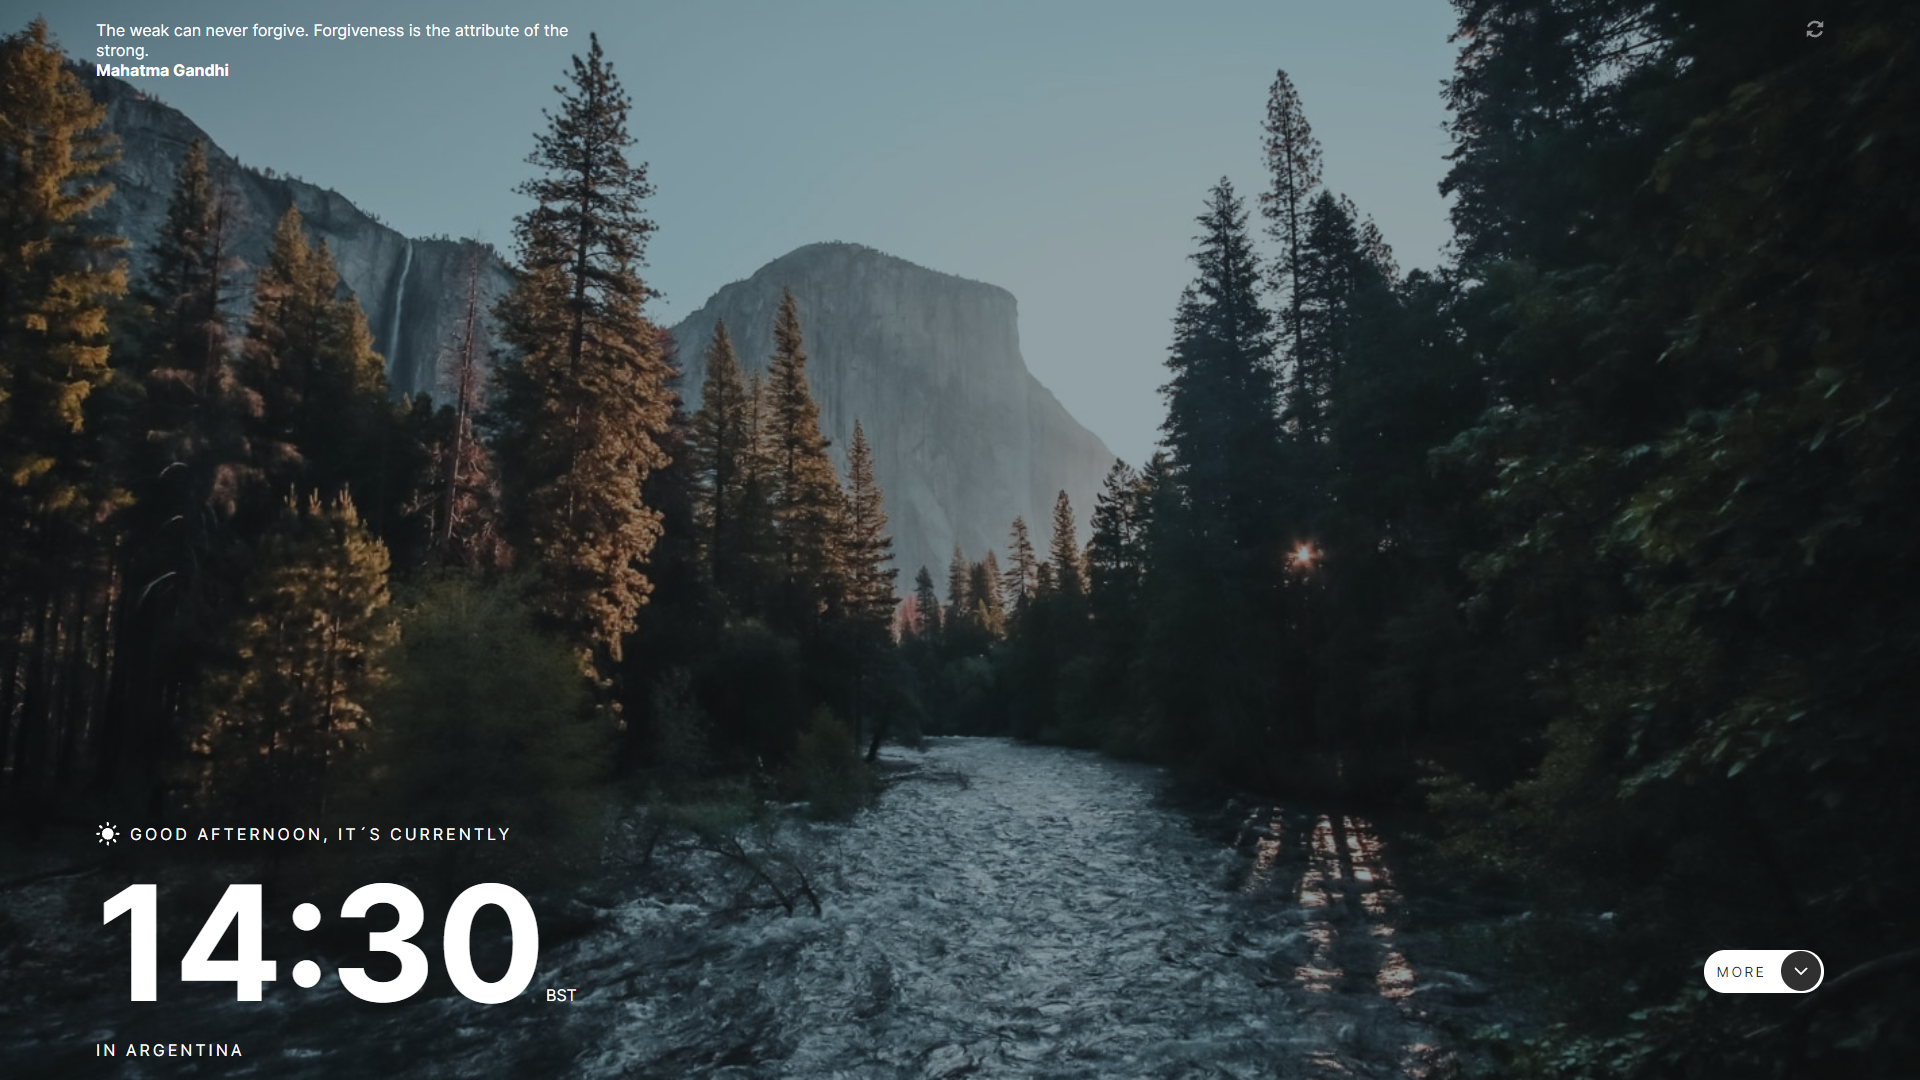 The weak can never forgive. Forgiveness is the attribute of the
strong.
Mahatma Gandhi
GOOD AFTERNOON, IT´S CURRENTLY
14:30 BST
IN ARGENTINA
MORE